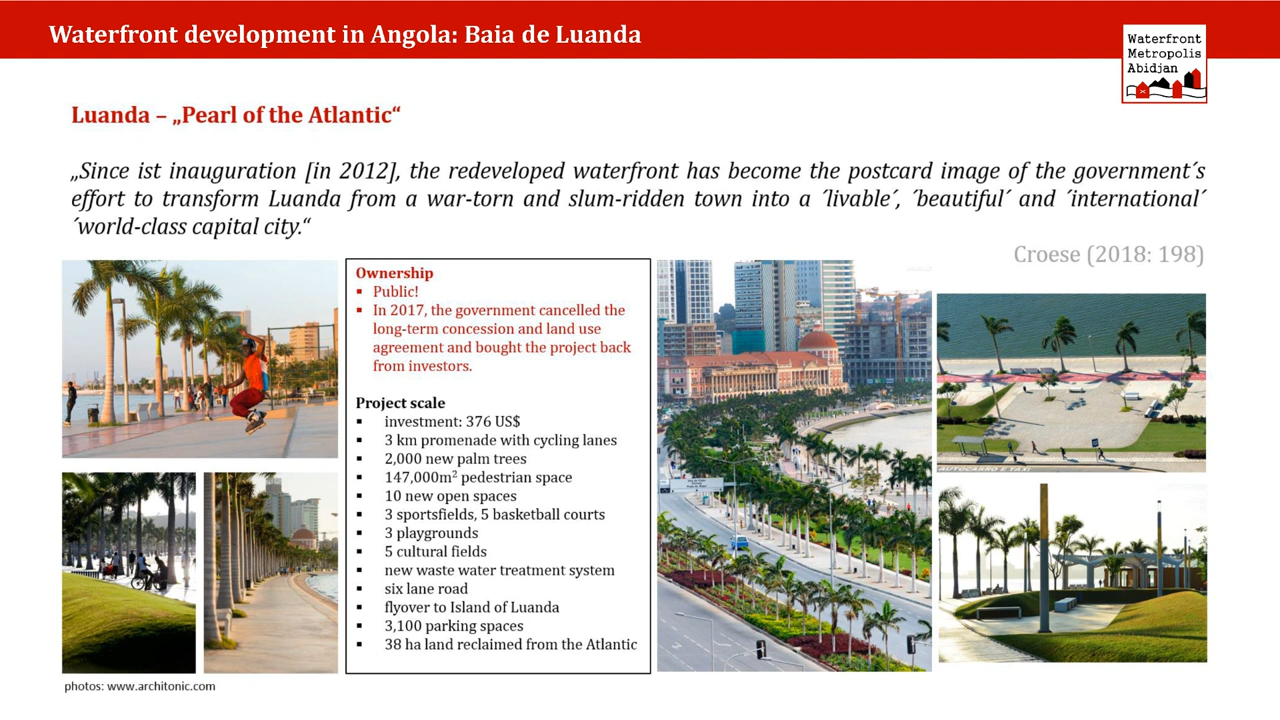 Waterfront development in Angola: Baia de Luanda
Waterfront
Metropolis
Abidjan
Luanda – „Pearl of the Atlantic“
„Since ist inauguration [in 2012], the redeveloped waterfront has become the postcard image of the government´s
effort to transform Luanda from a war-torn and slum-ridden town into a ´livable´, ´beautiful´ and ´international´
´world-class capital city.“
Croese (2018: 198)
Ownership
▪ Public!
▪ In 2017, the government cancelled the
long-term concession and land use
agreement and bought the project back
from investors.
Project scale
▪ investment: 376 US$
▪ 3 km promenade with cycling lanes
▪ 2,000 new palm trees
▪ 147,000m² pedestrian space
▪ 10 new open spaces
▪ 3 sportsfields, 5 basketball courts
▪ 3 playgrounds
▪ 5 cultural fields
▪ new waste water treatment system
▪ six lane road
▪ flyover to Island of Luanda
▪ 3,100 parking spaces
▪ 38 ha land reclaimed from the Atlantic
AUTOCARRO E TAXI
photos: www.architonic.com